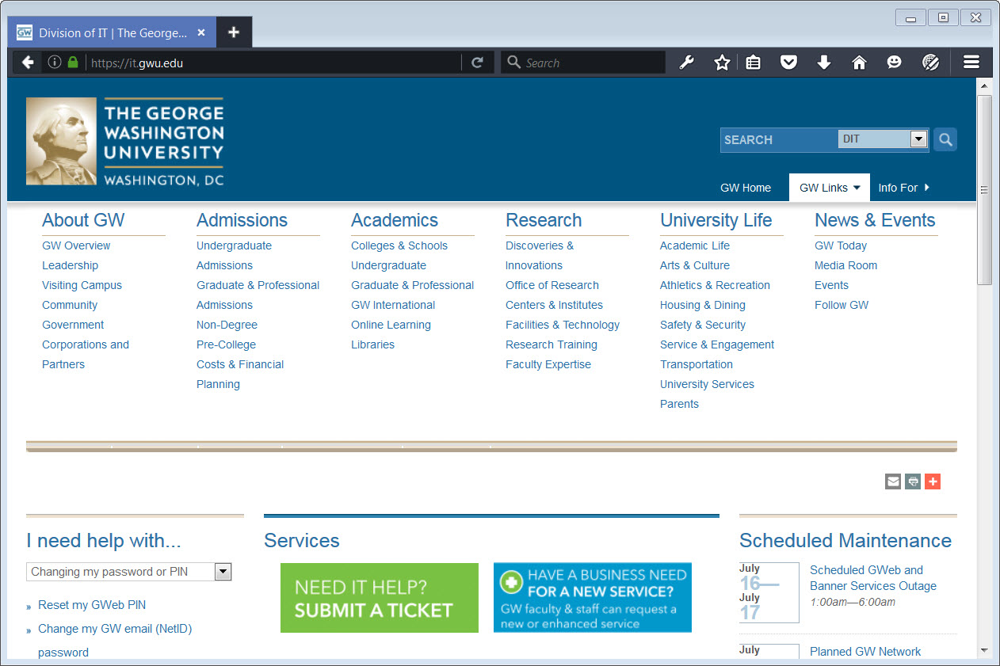 GW Division of IT | The George...
https://it.gwu.edu
Search
THE GEORGE
WASHINGTON
UNIVERSITY
WASHINGTON, DC
SEARCH DIT
GW Home GW Links Info For
About GW
GW Overview
Leadership
Visiting Campus
Community
Government
Corporations and
Partners
Admissions
Undergraduate
Admissions
Graduate & Professional
Admissions
Non-Degree
Pre-College
Costs & Financial
Planning
Academics
Colleges & Schools
Undergraduate
Graduate & Professional
GW International
Online Learning
Libraries
Research
Discoveries &
Innovations
Office of Research
Centers & Institutes
Facilities & Technology
Research Training
Faculty Expertise
University Life
Academic Life
Arts & Culture
Athletics & Recreation
Housing & Dining
Safety & Security
Service & Engagement
Transportation
University Services
Parents
News & Events
GW Today
Media Room
Events
Follow GW
I need help with...
Changing my password or PIN
» Reset my GWeb PIN
» Change my GW email (NetID)
password
Services
NEED IT HELP?
SUBMIT A TICKET
HAVE A BUSINESS NEED
FOR A NEW SERVICE?
GW faculty & staff can request a
new or enhanced service
Scheduled Maintenance
July
16—
July
17
Scheduled GWeb and
Banner Services Outage
1:00am—6:00am
July
Planned GW Network